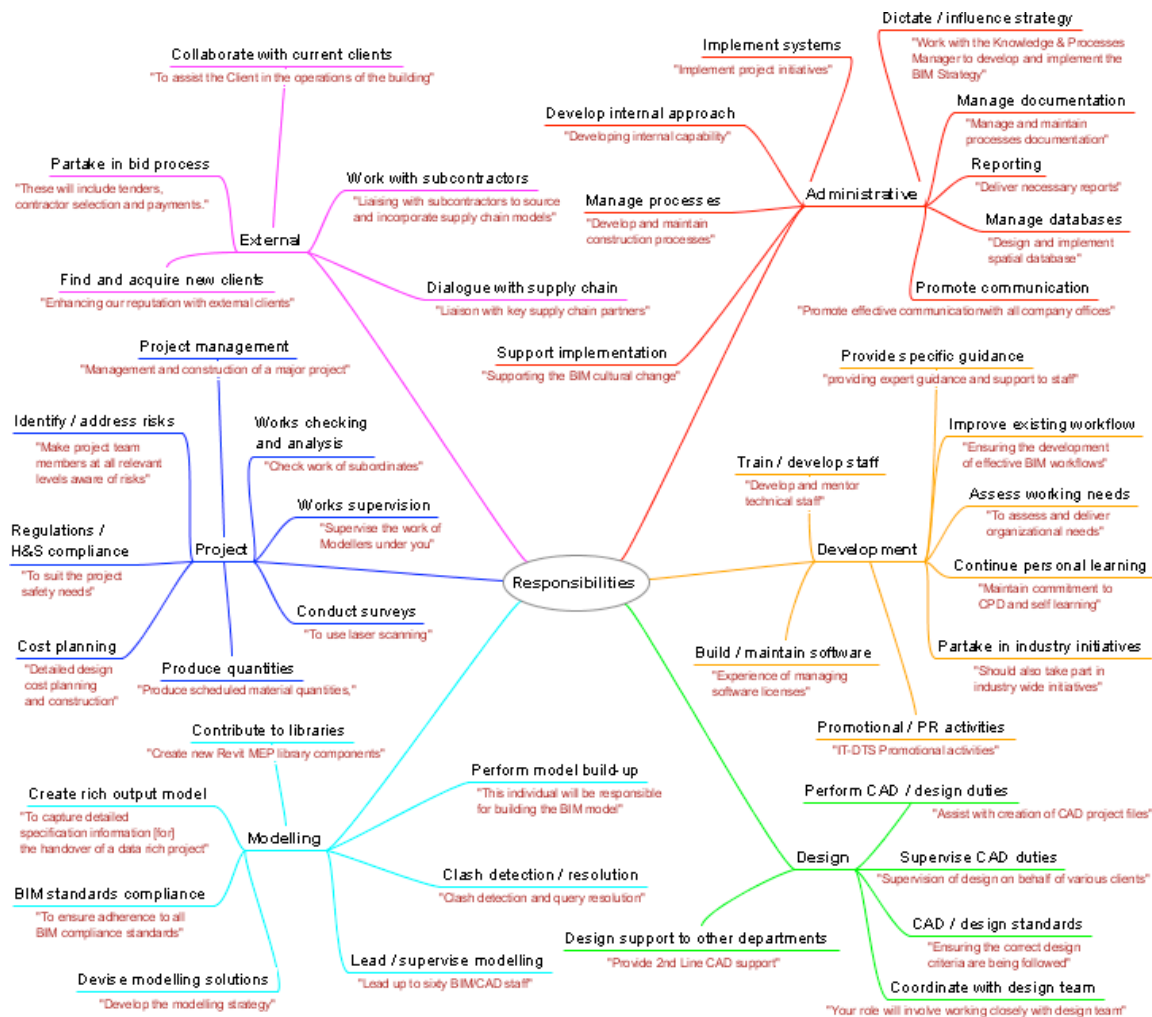 Dictate / influence strategy
"Work with the Knowledge & Processes
Manager to develop and implement the
BIM Strategy"
Implement systems
"Implement project initiatives"
Collaborate with current clients
"To assist the Client in the operations of the building"
Develop internal approach
"Developing internal capability"
Manage documentation
"Manage and maintain
processes documentation"
Partake in bid process
"These will include tenders,
contractor selection and payments."
Work with subcontractors
"Liaising with subcontractors to source
and incorporate supply chain models"
Manage processes
"Develop and maintain
construction processes"
Administrative
Reporting
"Deliver necessary reports"
Manage databases
"Design and implement
spatial database"
External
Find and acquire new clients
"Enhancing our reputation with external clients"
Dialogue with supply chain
"Liaison with key supply chain partners"
Promote communication
"Promote effective communicationwith all company offices"
Project management
"Management and construction of a major project"
Support implementation
"Supporting the BIM cultural change"
Provide specific guidance
"providing expert guidance and support to staff"
Identify / address risks
"Make project team
members at all relevant
levels aware of risks"
Works checking
and analysis
"Check work of subordinates"
Train / develop staff
"Develop and mentor
technical staff"
Improve existing workflow
"Ensuring the development
of effective BIM workflows"
Works supervision
"Supervise the work of
Modellers under you"
Assess working needs
"To assess and deliver
organizational needs"
Regulations /
H&S compliance
"To suit the project
safety needs"
Project
Responsibilities
Development
Continue personal learning
"Maintain commitment to
CPD and self learning"
Conduct surveys
"To use laser scanning"
Cost planning
"Detailed design
cost planning
and construction"
Produce quantities
"Produce scheduled material quantities,"
Build / maintain software
"Experience of managing
software licenses"
Partake in industry initiatives
"Should also take part in
industry wide initiatives"
Contribute to libraries
"Create new Revit MEP library components"
Promotional / PR activities
"IT-DTS Promotional activities"
Create rich output model
"To capture detailed
specification information [for]
the handover of a data rich project"
Perform model build-up
"This individual will be responsible
for building the BIM model"
Perform CAD / design duties
"Assist with creation of CAD project files"
Modelling
Design
Supervise CAD duties
"Supervision of design on behalf of various clients"
BIM standards compliance
"To ensure adherence to all
BIM compliance standards"
Clash detection / resolution
"Clash detection and query resolution"
CAD / design standards
"Ensuring the correct design
criteria are being followed"
Design support to other departments
"Provide 2nd Line CAD support"
Devise modelling solutions
"Develop the modelling strategy"
Lead / supervise modelling
"Lead up to sixty BIM/CAD staff"
Coordinate with design team
"Your role will involve working closely with design team"